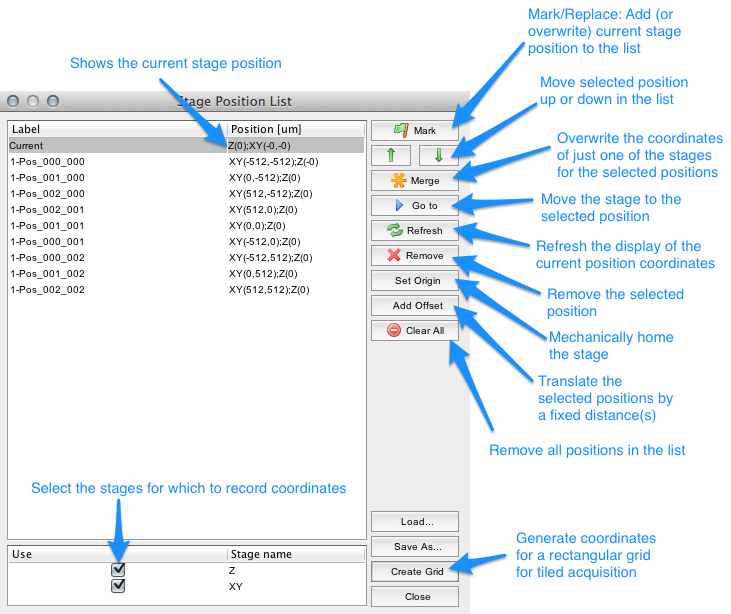 Mark/Replace: Add (or
overwrite) current stage
position to the list
Shows the current stage position
Move selected position
up or down in the list
Stage Position List
Label Position [um]
Mark
Current Z(0);XY(-0,-0)
1-Pos_000_000 XY(-512,-512);Z(-0)
1-Pos_001_000 XY(0,-512);Z(0)
1-Pos_002_000 XY(512,-512);Z(0)
1-Pos_002_001 XY(512,0);Z(0)
1-Pos_001_001 XY(0,0);Z(0)
1-Pos_000_001 XY(-512,0);Z(0)
1-Pos_000_002 XY(-512,512);Z(0)
1-Pos_001_002 XY(0,512);Z(0)
1-Pos_002_002 XY(512,512);Z(0)
Overwrite the coordinates
of just one of the stages
for the selected positions
Merge
Go to
Move the stage to the
selected position
Refresh
Refresh the display of the
current position coordinates
Remove
Remove the selected
position
Set Origin
Mechanically home
the stage
Add Offset
Translate the
selected positions by
a fixed distance(s)
Clear All
Remove all positions in the list
Select the stages for which to record coordinates
Load...
Save As...
Create Grid
Close
Generate coordinates
for a rectangular grid
for tiled acquisition
Use Stage name
Z
XY